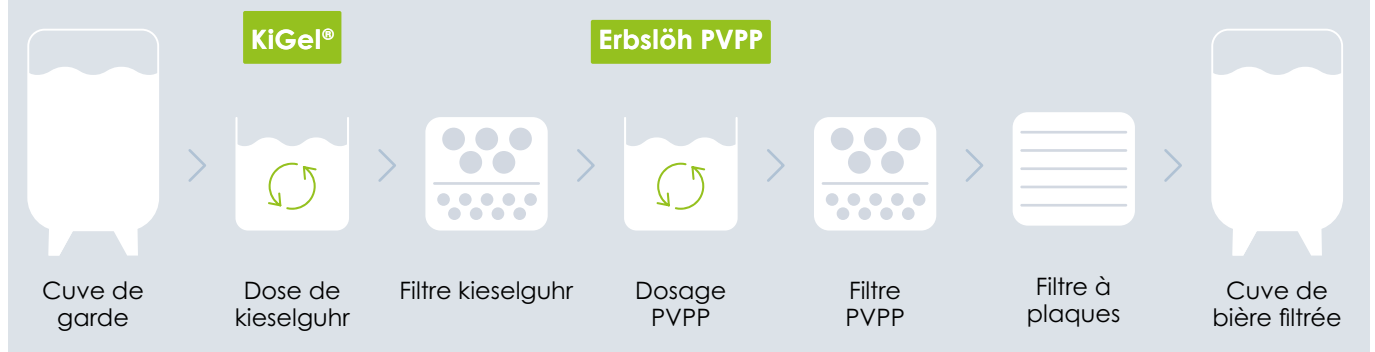 KiGel®
Erbslöh PVPP
Cuve de
garde
Dose de
kieselguhr
Filtre kieselguhr
Dosage
PVPP
Filtre
PVPP
Filtre à
plaques
Cuve de
bière filtrée